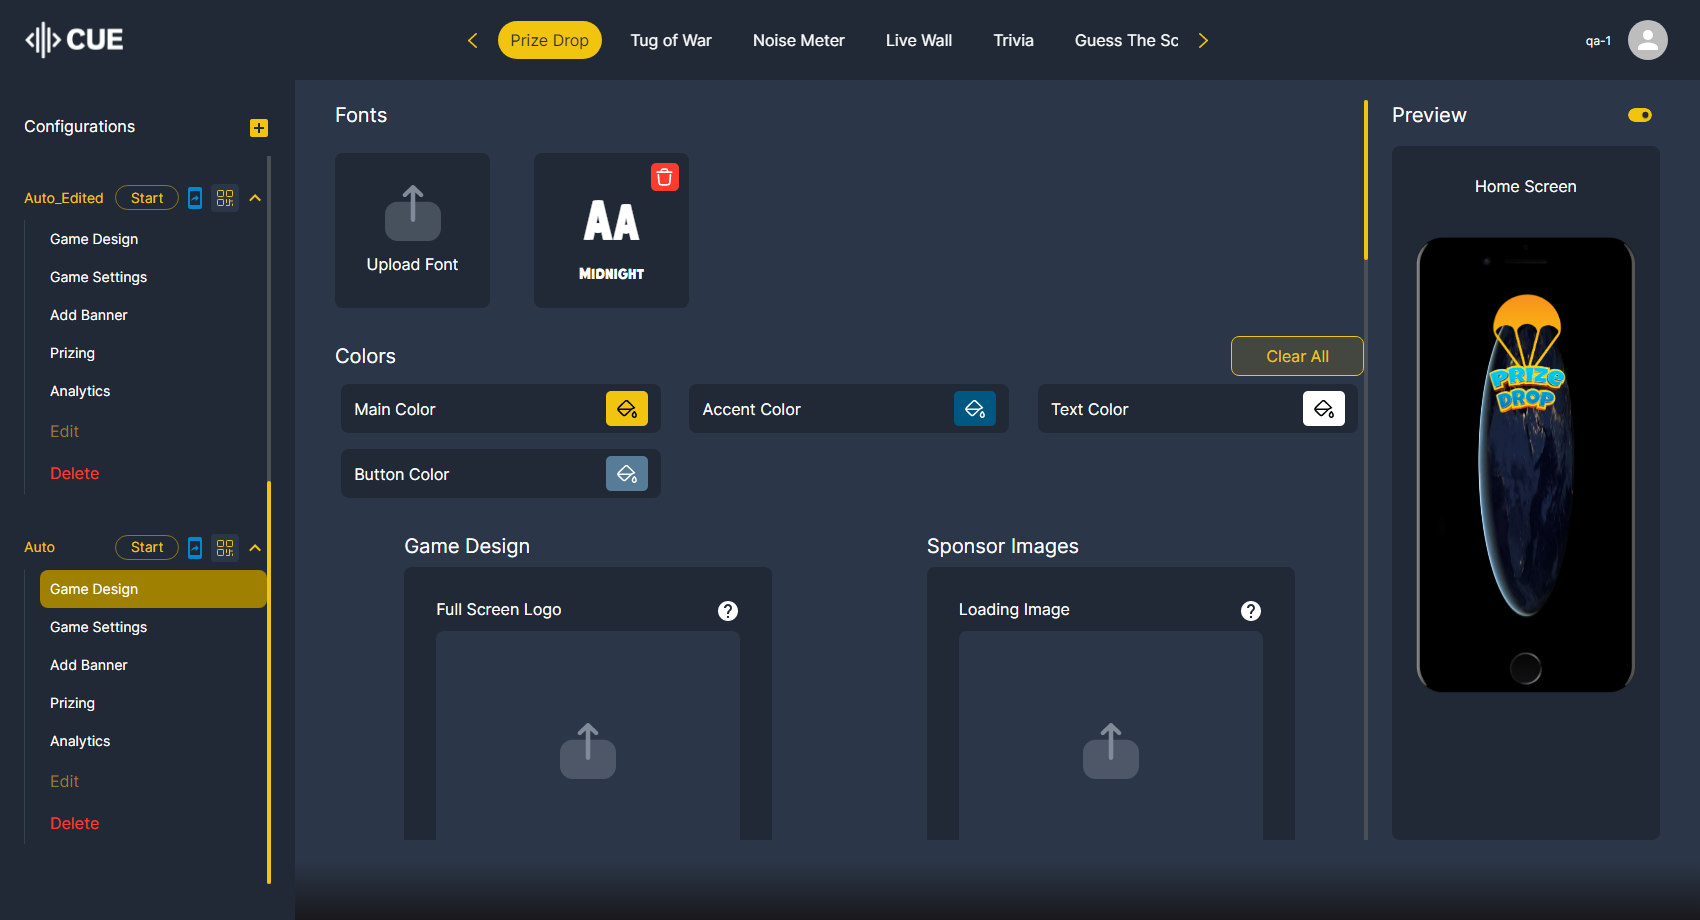 CUE
Prize Drop
Tug of War
Noise Meter
Live Wall
Trivia
Guess The Sc
qa-1
Configurations
Auto_Edited
Start
Game Design
Game Settings
Add Banner
Prizing
Analytics
Edit
Delete
Auto
Start
Game Design
Game Settings
Add Banner
Prizing
Analytics
Edit
Delete
Fonts
Upload Font
AA
MIDNIGHT
Colors
Clear All
Main Color
Accent Color
Text Color
Button Color
Game Design
Full Screen Logo
?
Sponsor Images
Loading Image
?
Preview
Home Screen
PRIZE
DROP